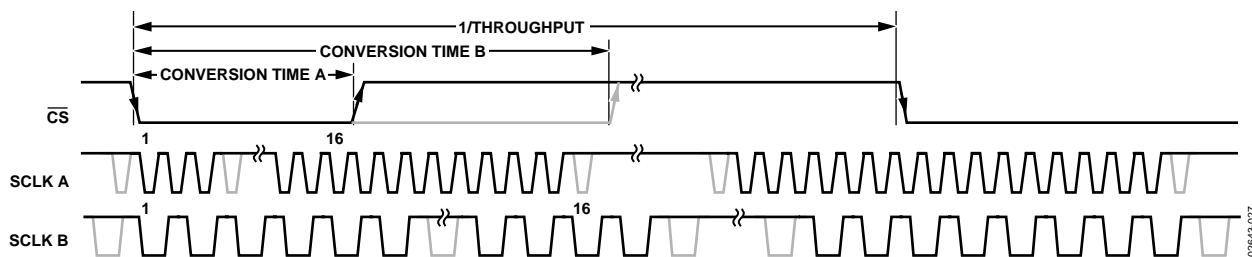 1/THROUGHPUT
CONVERSION TIME B
CONVERSION TIME A
CS
1 16
SCLK A
1 16
SCLK B
02643-027